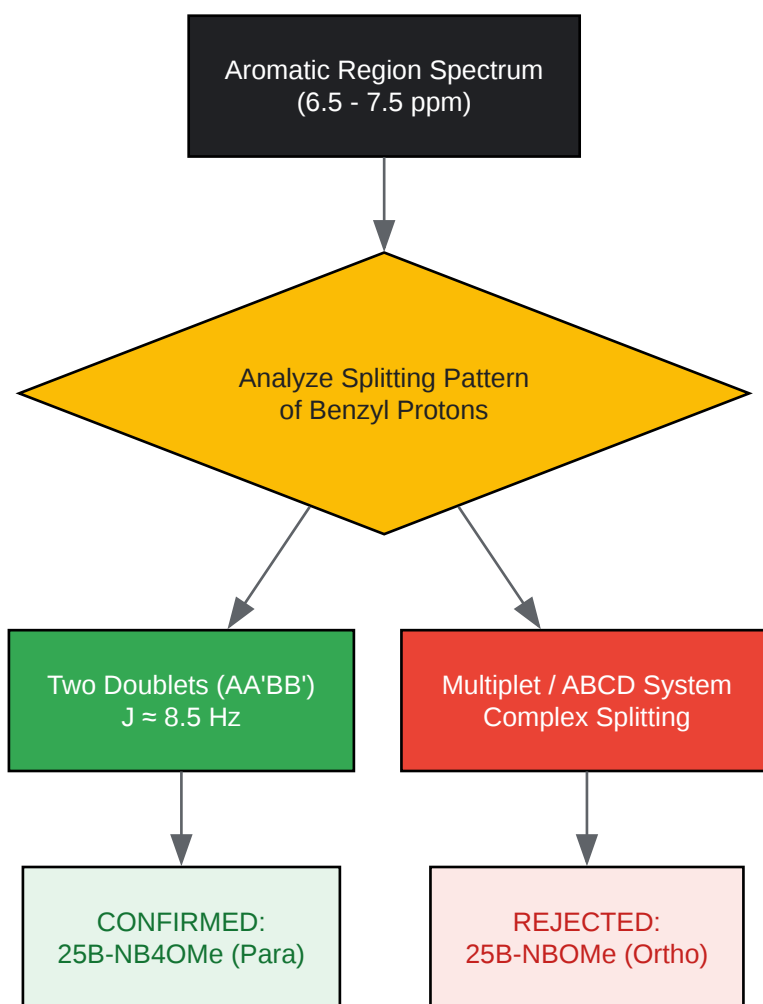 Aromatic Region Spectrum
(6.5 - 7.5 ppm)
Analyze Splitting Pattern
of Benzyl Protons
Two Doublets (AA'BB')
J ≈ 8.5 Hz
Multiplet / ABCD System
Complex Splitting
CONFIRMED:
25B-NB4OMe (Para)
REJECTED:
25B-NBOMe (Ortho)